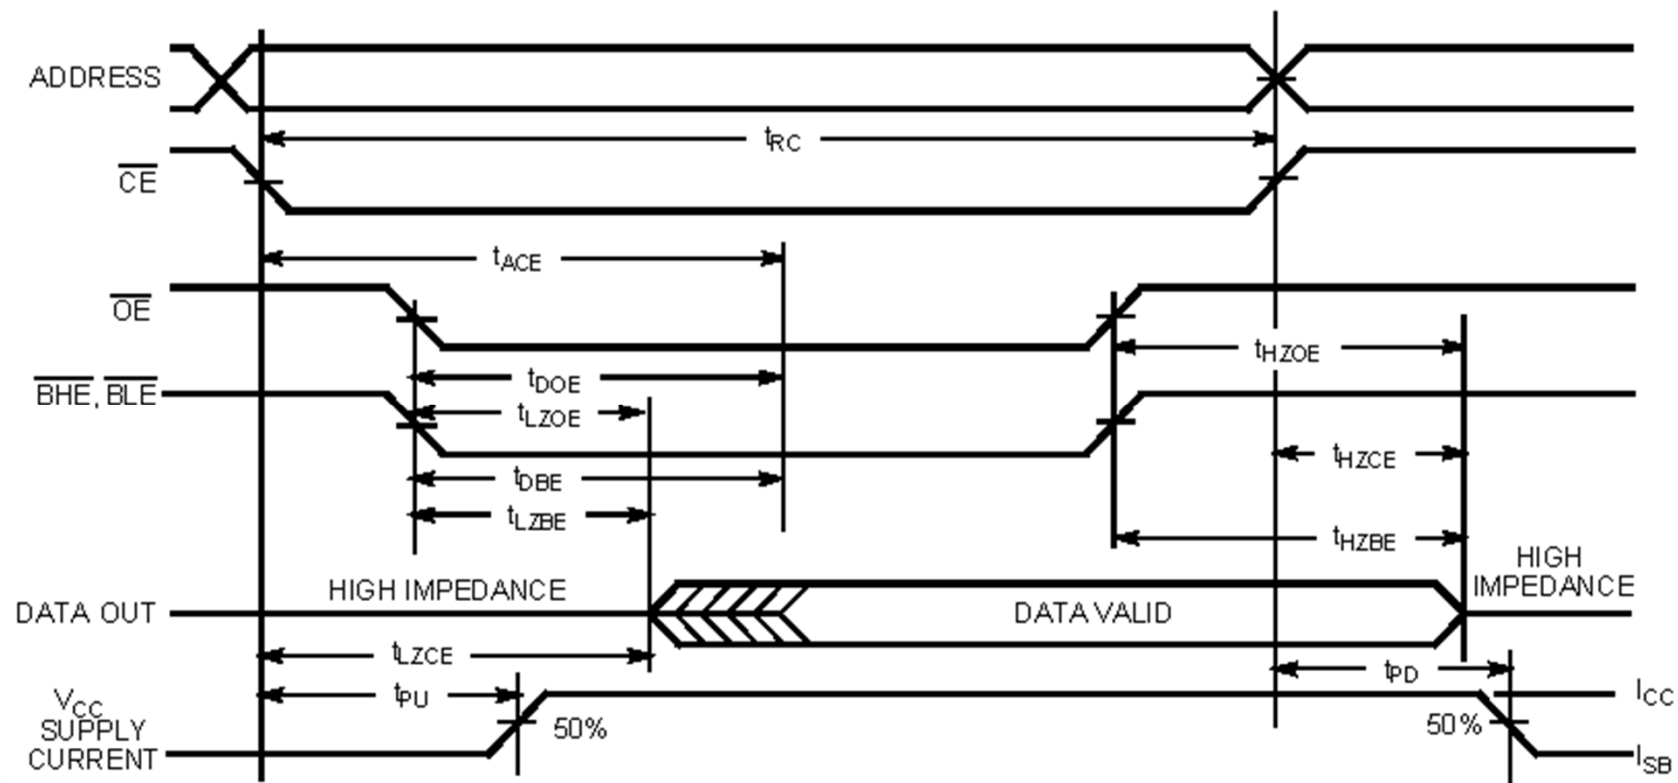 ADDRESS
tRC
CE
tACE
OE
tHZOE
tDOE
BHE, BLE
tLZOE
tHZCE
tDBE
tLZBE
tHZBE
HIGH
IMPEDANCE
HIGH IMPEDANCE
DATA OUT
DATA VALID
tLZCE
tPD
tPU
VCC
SUPPLY
CURRENT
50%
50%
ICC
ISB